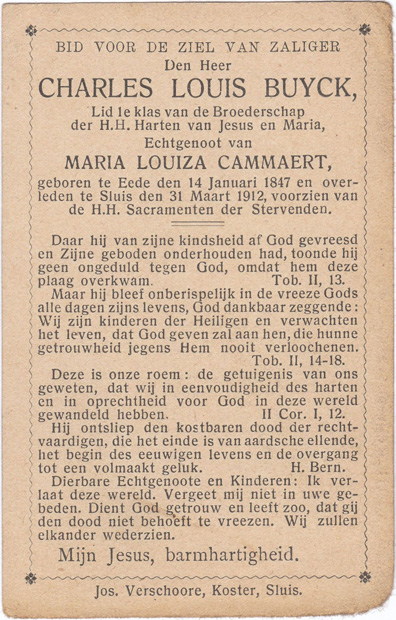 BID VOOR DE ZIEL VAN ZALIGER
Den Heer
CHARLES LOUIS BUYCK,
Lid 1e klas van de Broederschap
der H.H. Harten van Jesus en Maria,
Echtgenoot van
MARIA LOUIZA CAMMAERT,
geboren te Eede den 14 Januari 1847 en over-
leden te Sluis den 31 Maart 1912, voorzien van
de H.H. Sacramenten der Stervenden.
Daar hij van zijne kindsheid af God gevreesd
en Zijne geboden onderhouden had, toonde hij
geen ongeduld tegen God, omdat hem deze
plaag overkwam. Tob. II, 13.
Maar hij bleef onberispelijk in de vreeze Gods
alle dagen zijns levens, God dankbaar zeggende:
Wij zijn kinderen der Heiligen en verwachten
het leven, dat God geven zal aan hen, die hunne
getrouwheid jegens Hem nooit verloochenen.
Tob. II, 14-18.
Deze is onze roem: de getuigenis van ons
geweten, dat wij in eenvoudigheid des harten
en in oprechtheid voor God in deze wereld
gewandeld hebben. II Cor. I, 12.
Hij ontsliep den kostbaren dood der recht-
vaardigen, die het einde is van aardsche ellende,
het begin des eeuwigen levens en de overgang
tot een volmaakt geluk. H. Bern.
Dierbare Echtgenoote en Kinderen: Ik ver-
laat deze wereld. Vergeet mij niet in uwe ge-
beden. Dient God getrouw en leeft zoo, dat gij
den dood niet behoeft te vreezen. Wij zullen
elkander wederzien.
Mijn Jesus, barmhartigheid.
Jos. Verschoore, Koster, Sluis.